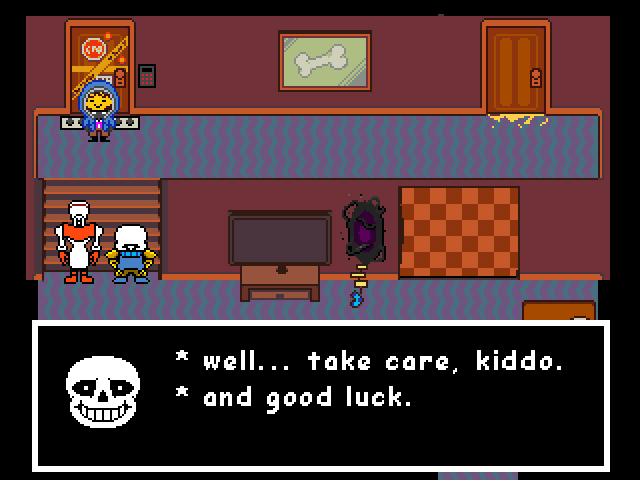 * well... take care, kiddo.
* and good luck.